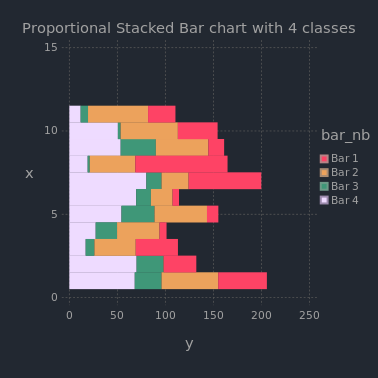 Proportional Stacked Bar chart with 4 classes
15
10
5
0
x
0 50 100 150 200 250
y
bar_nb
Bar 1
Bar 2
Bar 3
Bar 4